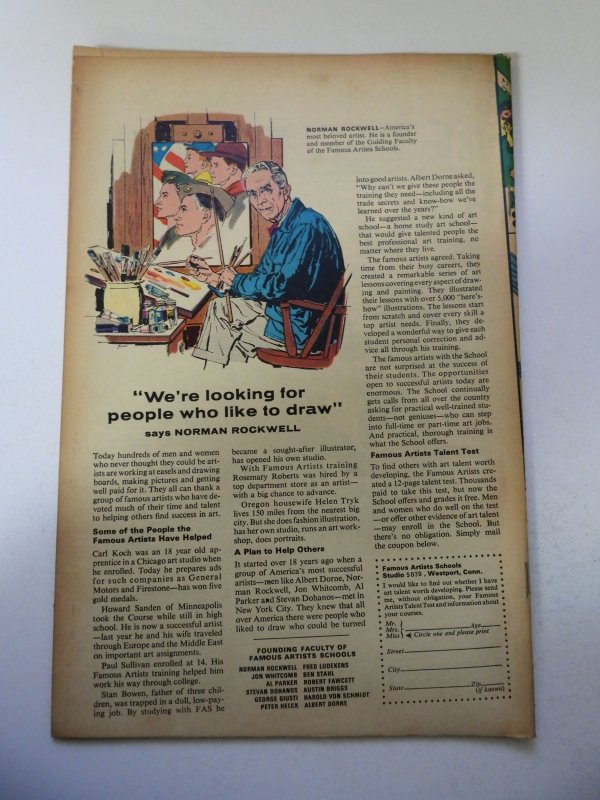 NORMAN ROCKWELL—America's
most beloved artist. He is a founder
and member of the Guiding Faculty
of the Famous Artists Schools.
"We're looking for
people who like to draw"
says NORMAN ROCKWELL
Today hundreds of men and women
who never thought they could be art-
ists are working at easels and drawing
boards, making pictures and getting
well paid for it. They all can thank a
group of famous artists who have de-
voted much of their time and talent
to helping others find success in art.
Some of the People the
Famous Artists Have Helped
Carl Koch was an 18 year old ap-
prentice in a Chicago art studio when
he enrolled. Today he prepares ads
for such companies as General
Motors and Firestone—has won five
gold medals.
Howard Sanden of Minneapolis
took the Course while still in high
school. He is now a successful artist
—last year he and his wife traveled
through Europe and the Middle East
on important art assignments.
Paul Sullivan enrolled at 14. His
Famous Artists training helped him
work his way through college.
Stan Bowen, father of three chil-
dren, was trapped in a dull, low-pay-
ing job. By studying with FAS he
became a sought-after illustrator,
has opened his own studio.
With Famous Artists training
Rosemary Roberts was hired by a
top department store as an artist—
with a big chance to advance.
Oregon housewife Helen Tryk
lives 150 miles from the nearest big
city. But she does fashion illustration,
has her own studio, runs an art work-
shop, does portraits.
A Plan to Help Others
It started over 18 years ago when a
group of America's most successful
artists—men like Albert Dorne, Nor-
man Rockwell, Jon Whitcomb, Al
Parker and Stevan Dohanos—met in
New York City. They knew that all
over America there were people who
liked to draw who could be turned
FOUNDING FACULTY OF
FAMOUS ARTISTS SCHOOLS
NORMAN ROCKWELL FRED LUDEKENS
JON WHITCOMB BEN STAHL
AL PARKER ROBERT FAWCETT
STEVAN DOHANOS AUSTIN BRIGGS
GEORGE GIUSTI HAROLD VON SCHMIDT
PETER HELCK ALBERT DORNE
into good artists. Albert Dorne asked,
"Why can't we give these people the
training they need—including all the
trade secrets and know-how we've
learned over the years?"
He suggested a new kind of art
school—a home study art school—
that would give talented people the
best professional art training, no
matter where they live.
The famous artists agreed. Taking
time from their busy careers, they
created a remarkable series of art
lessons covering every aspect of draw-
ing and painting. They illustrated
their lessons with over 5,000 "here's-
how" illustrations. The lessons start
from scratch and cover every skill a
top artist needs. Finally, they de-
veloped a wonderful way to give each
student personal correction and ad-
vice all through his training.
The famous artists with the School
are not surprised at the success of
their students. The opportunities
open to successful artists today are
enormous. The School continually
gets calls from all over the country
asking for practical well-trained stu-
dents—not geniuses—who can step
into full-time or part-time art jobs.
And practical, thorough training is
what the School offers.
Famous Artists Talent Test
To find others with art talent worth
developing, the Famous Artists cre-
ated a 12-page talent test. Thousands
paid to take this test, but now the
School offers and grades it free. Men
and women who do well on the test
—or offer other evidence of art talent
—may enroll in the School. But
there's no obligation. Simply mail
the coupon below.
Famous Artists Schools
Studio 5039, Westport, Conn.
I would like to find out whether I have
art talent worth developing. Please send
me, without obligation, your Famous
Artists Talent Test and information about
your courses.
Mr.
Mrs. Age
Miss Circle one and please print
Street
City
State Zip
(if known)